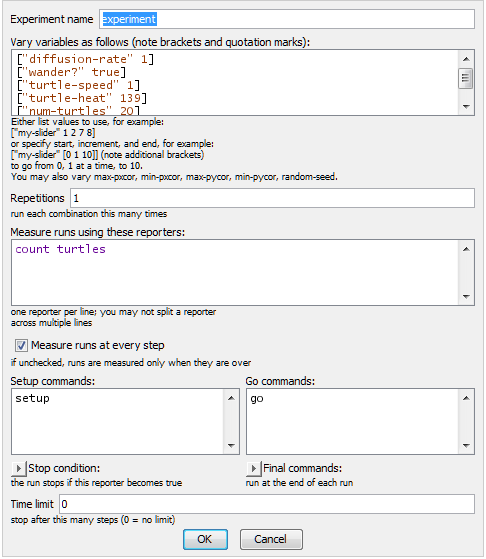 Experiment name experiment
Vary variables as follows (note brackets and quotation marks):
["diffusion-rate" 1]
["wander?" true]
["turtle-speed" 1]
["turtle-heat" 139]
["num-turtles" 20]
Either list values to use, for example:
["my-slider" 1 2 7 8]
or specify start, increment, and end, for example:
["my-slider" [0 1 10]] (note additional brackets)
to go from 0, 1 at a time, to 10.
You may also vary max-pxcor, min-pxcor, max-pycor, min-pycor, random-seed.
Repetitions 1
run each combination this many times
Measure runs using these reporters:
count turtles
one reporter per line; you may not split a reporter
across multiple lines
Measure runs at every step
if unchecked, runs are measured only when they are over
Setup commands: Go commands:
setup go
Stop condition: Final commands:
the run stops if this reporter becomes true run at the end of each run
Time limit 0
stop after this many steps (0 = no limit)
OK Cancel